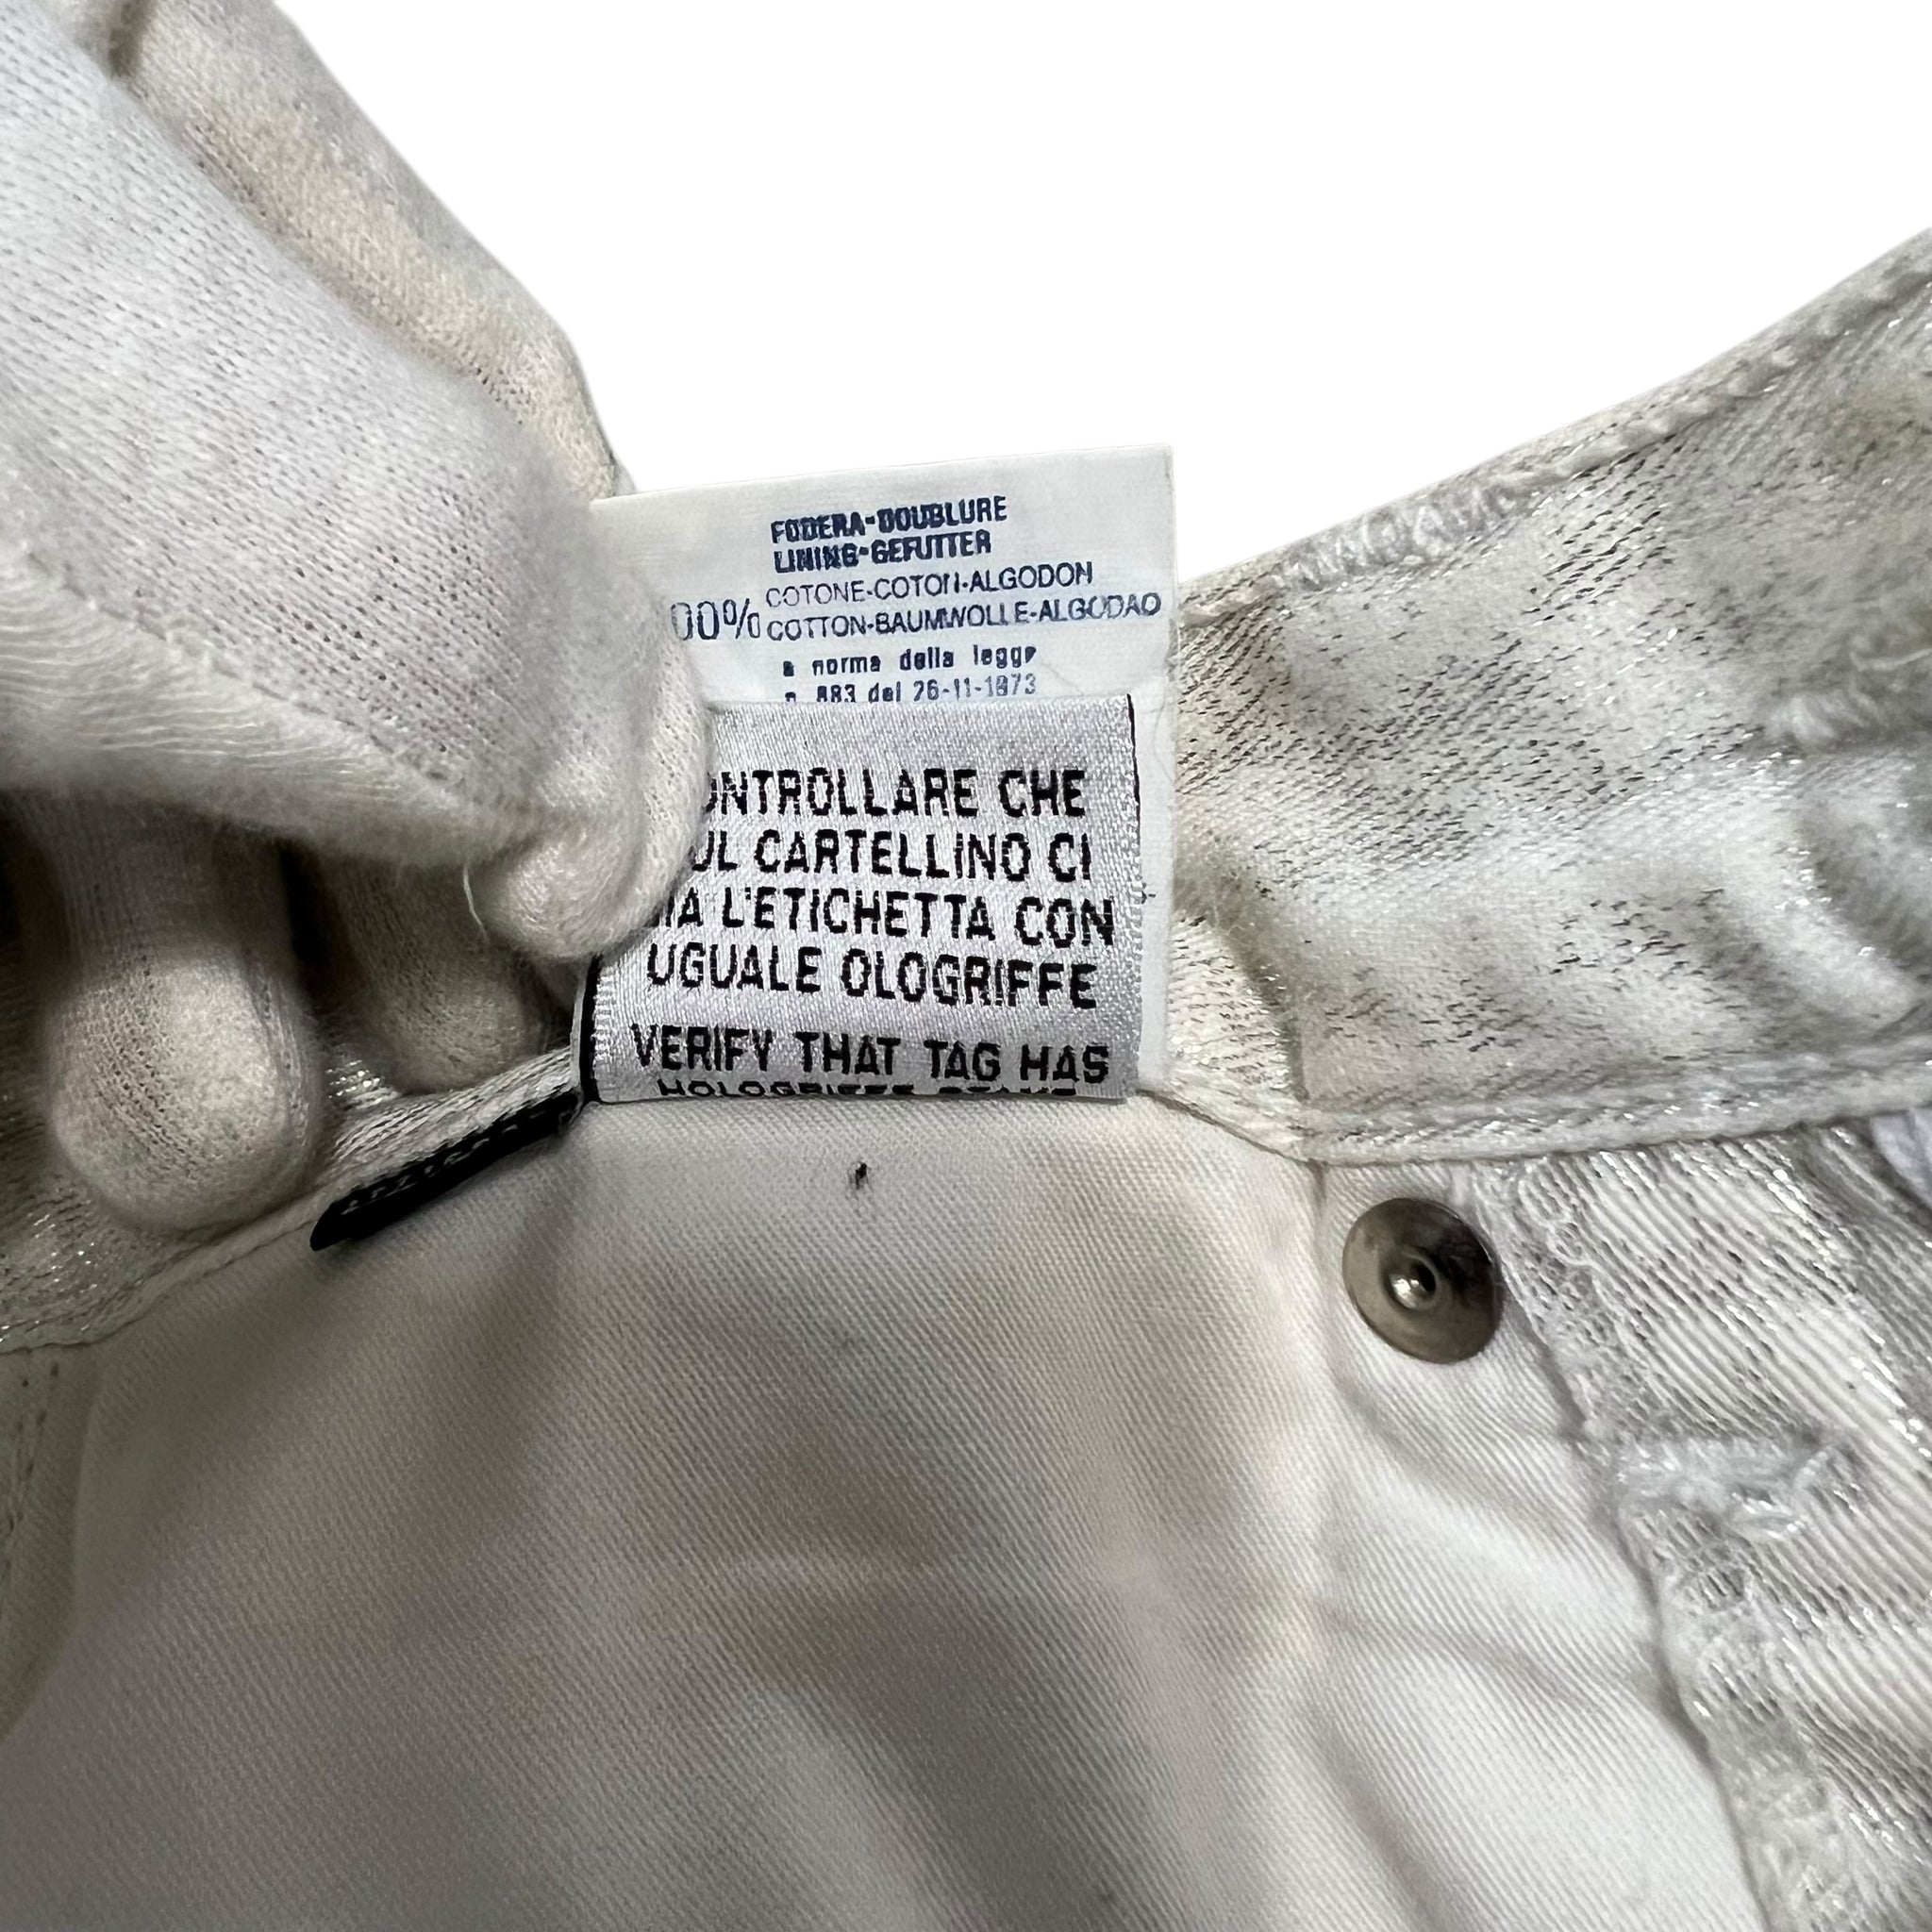 FODERA-DOUBLURE
LINING-GEFUTTER
COTONE-COTON-ALGODON
00% COTTON-BAUMWOLLE-ALGODAO
a norma della legge
n. 883 del 26-11-1973
ONTROLLARE CHE
UL CARTELLINO CI
IA L'ETICHETTA CON
UGUALE OLOGRIFFE
VERIFY THAT TAG HAS
HOLOGRIFFE